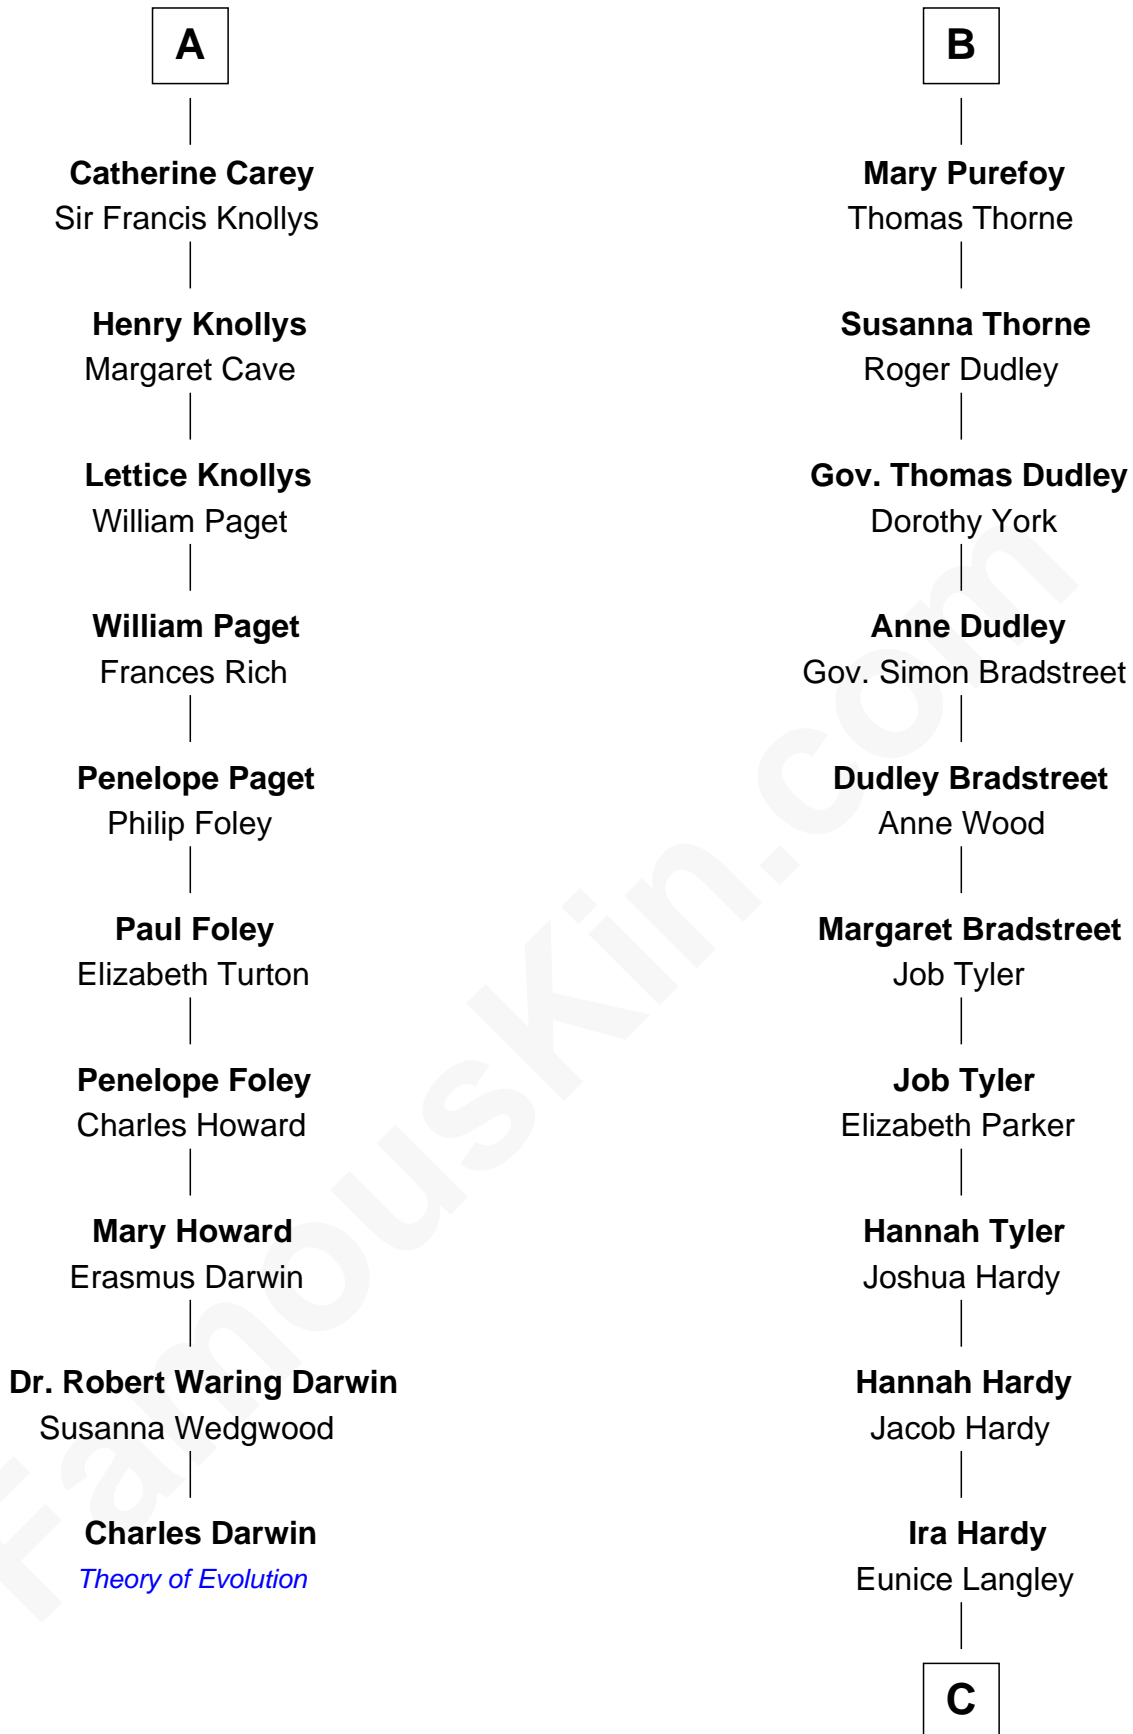 A
Catherine Carey
Sir Francis Knollys
Henry Knollys
Margaret Cave
Lettice Knollys
William Paget
William Paget
Frances Rich
Penelope Paget
Philip Foley
Paul Foley
Elizabeth Turton
Penelope Foley
Charles Howard
Mary Howard
Erasmus Darwin
Dr. Robert Waring Darwin
Susanna Wedgwood
Charles Darwin
Theory of Evolution
B
Mary Purefoy
Thomas Thorne
Susanna Thorne
Roger Dudley
Gov. Thomas Dudley
Dorothy York
Anne Dudley
Gov. Simon Bradstreet
Dudley Bradstreet
Anne Wood
Margaret Bradstreet
Job Tyler
Job Tyler
Elizabeth Parker
Hannah Tyler
Joshua Hardy
Hannah Hardy
Jacob Hardy
Ira Hardy
Eunice Langley
C
FamousKin.com